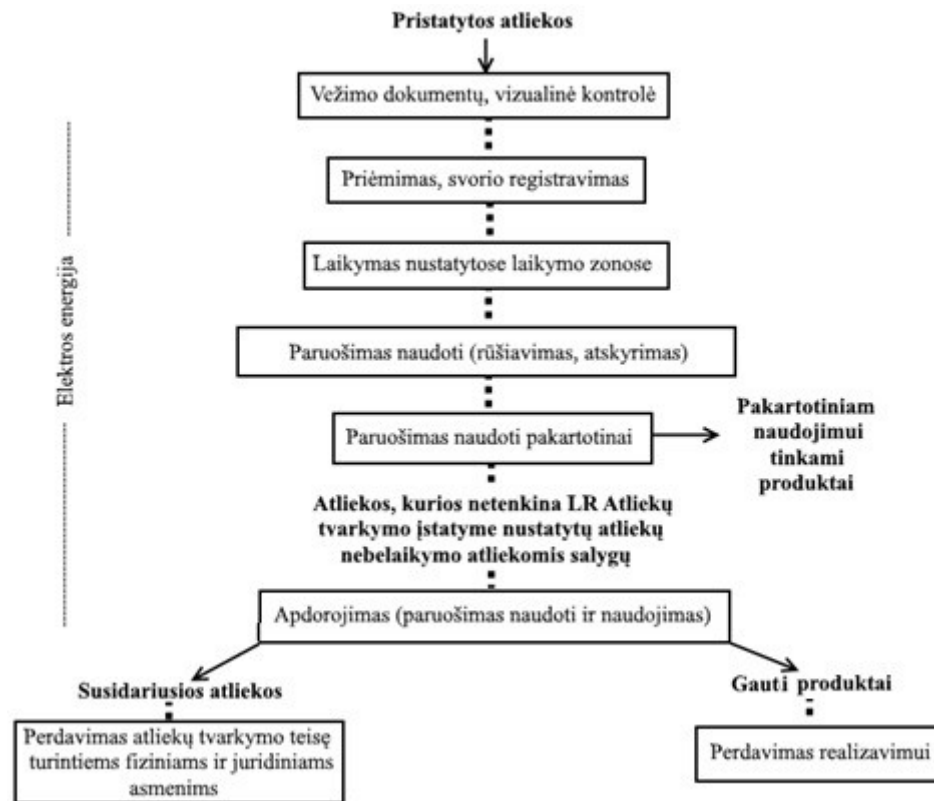 Pristatytos atliekos
Vežimo dokumentų, vizualinė kontrolė
Priėmimas, svorio registravimas
Laikymas nustatytose laikymo zonose
Elektros energija
Paruošimas naudoti (rūšiavimas, atskyrimas)
Paruošimas naudoti pakartotinai
Pakartotiniam
naudojimui
tinkami
produktai
Atliekos, kurios netenkina LR Atliekų
tvarkymo įstatyme nustatytų atliekų
nebelaikymo atliekomis salygų
Apdorojimas (paruošimas naudoti ir naudojimas)
Susidariusios atliekos
Gauti produktai
Perdavimas atliekų tvarkymo teisę
turintiems fiziniams ir juridiniams
asmenims
Perdavimas realizavimui